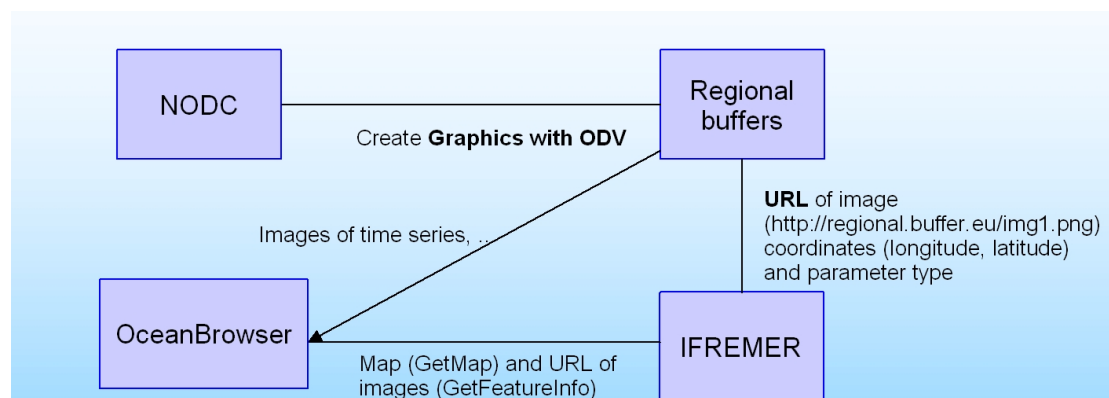 NODC
Regional
buffers
Create Graphics with ODV
URL of image
(http://regional.buffer.eu/img1.png)
coordinates (longitude, latitude)
and parameter type
Images of time series, ..
OceanBrowser
IFREMER
Map (GetMap) and URL of
images (GetFeatureInfo)